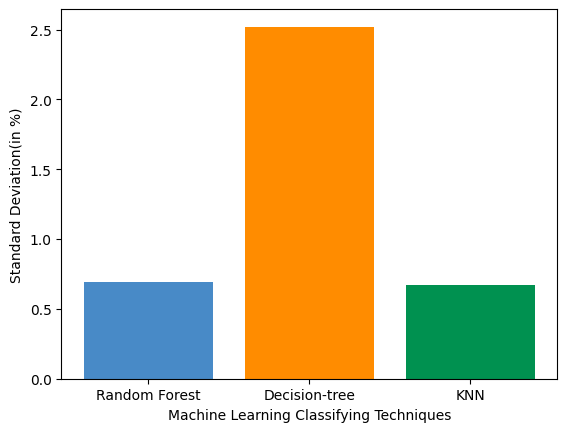 Standard Deviation(in %)
2.5
2.0
1.5
1.0
0.5
0.0
Random Forest
Decision-tree
KNN
Machine Learning Classifying Techniques